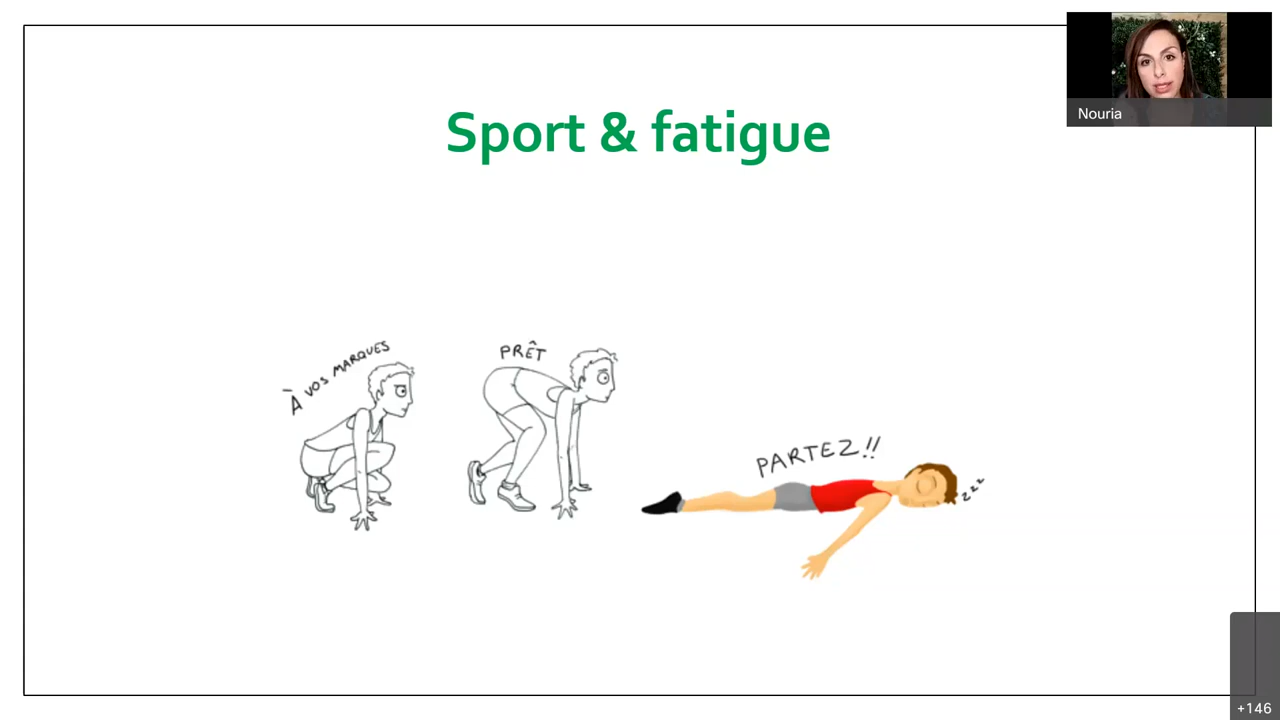 Sport & fatigue
Nouria
À VOS MARQUES
PRÊT
PARTEZ!!
zzz
+146